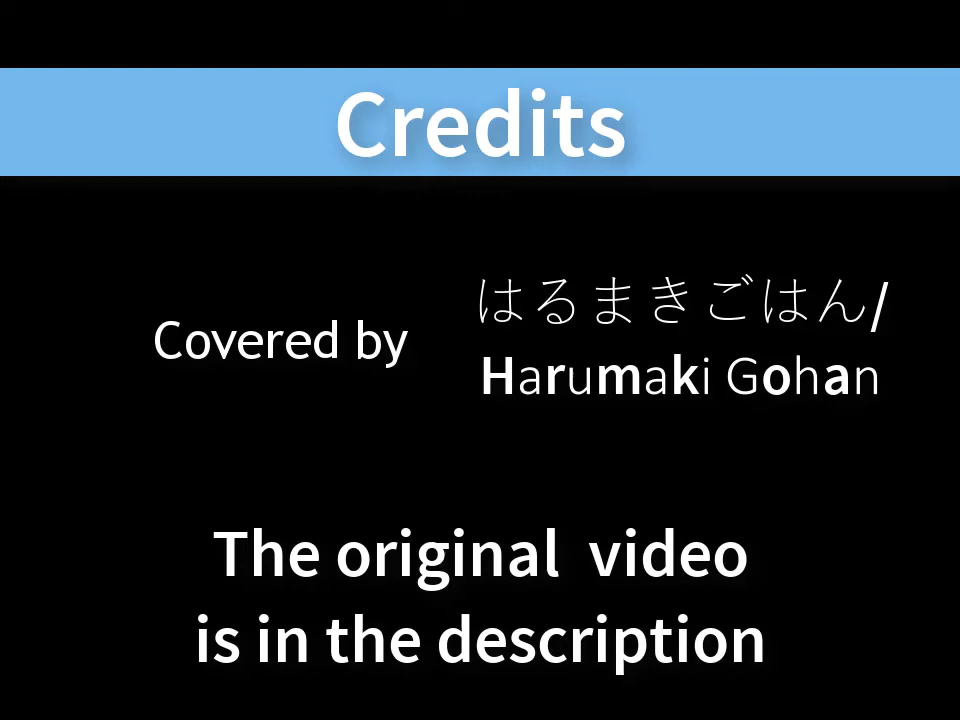 Credits
Covered by
はるまきごはん/
Harumaki Gohan
The original video
is in the description